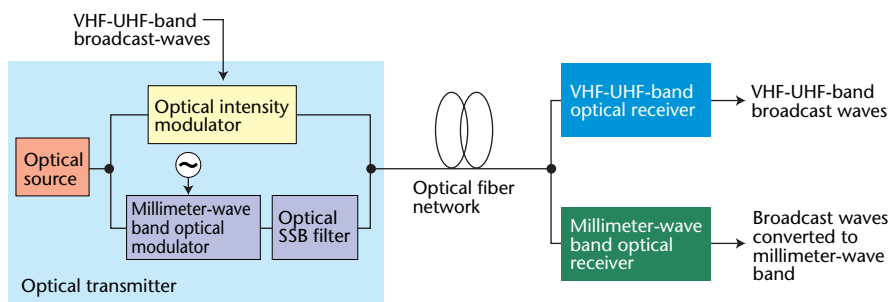 VHF-UHF-band
broadcast-waves
Optical intensity
modulator
Optical
source
~
Millimeter-wave
band optical
modulator
Optical
SSB filter
Optical transmitter
Optical fiber
network
VHF-UHF-band
optical receiver
VHF-UHF-band
broadcast waves
Millimeter-wave
band optical
receiver
Broadcast waves
converted to
millimeter-wave
band